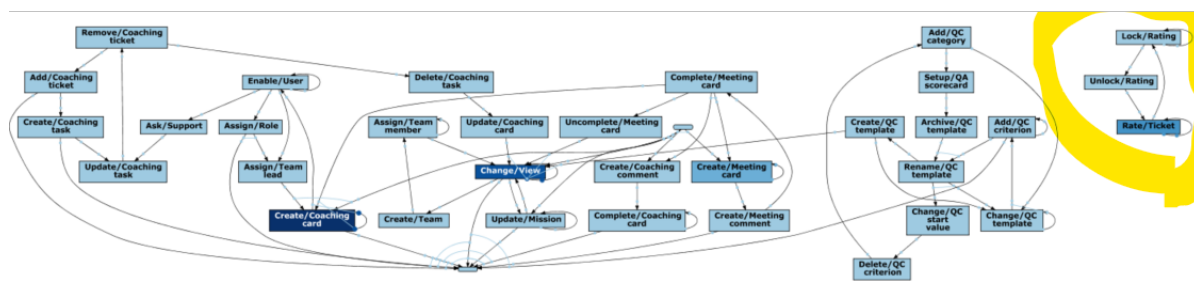 Remove/Coaching
ticket
Add/QC
category
Lock/Rating
Add/Coaching
ticket
Enable/User
Delete/Coaching
task
Complete/Meeting
card
Setup/QA
scorecard
Unlock/Rating
Create/Coaching
task
Ask/Support
Assign/Role
Assign/Team
member
Update/Coaching
card
Uncomplete/Meeting
card
Create/QC
template
Archive/QC
template
Add/QC
criterion
Rate/Ticket
Update/Coaching
task
Assign/Team
lead
Change/View
Create/Coaching
comment
Create/Meeting
card
Rename/QC
template
Create/Coaching
card
Create/Team
Update/Mission
Complete/Coaching
card
Create/Meeting
comment
Change/QC
start
value
Change/QC
template
Delete/QC
criterion